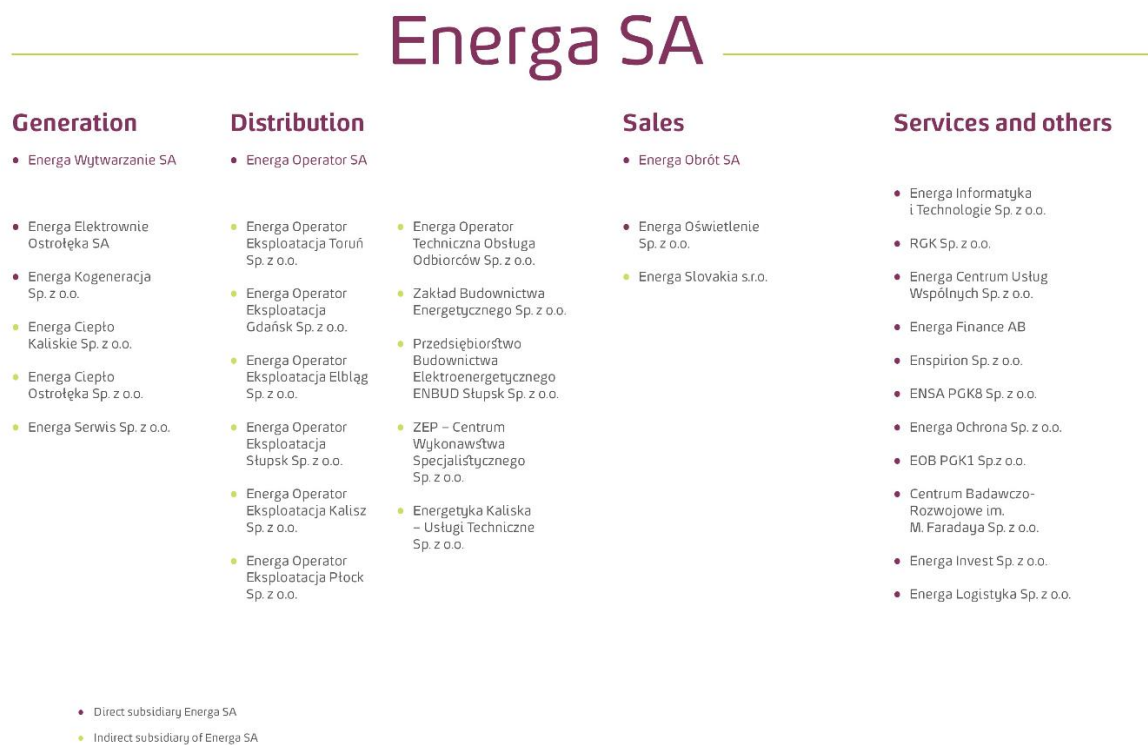 Energa SA
Generation
• Energa Wytwarzanie SA
• Energa Elektrownie
Ostrołęka SA
• Energa Kogeneracja
Sp. z o.o.
• Energa Ciepło
Kaliskie Sp. z o.o.
• Energa Ciepło
Ostrołęka Sp. z o.o.
• Energa Serwis Sp. z o.o.
Distribution
• Energa Operator SA
• Energa Operator
Eksploatacja Toruń
Sp. z o.o.
• Energa Operator
Eksploatacja
Gdańsk Sp. z o.o.
• Energa Operator
Eksploatacja Elbląg
Sp. z o.o.
• Energa Operator
Eksploatacja
Słupsk Sp. z o.o.
• Energa Operator
Eksploatacja Kalisz
Sp. z o.o.
• Energa Operator
Eksploatacja Płock
Sp. z o.o.
• Energa Operator
Techniczna Obsługa
Odbiorców Sp. z o.o.
• Zakład Budownictwa
Energetycznego Sp. z o.o.
• Przedsiębiorstwo
Budownictwa
Elektroenergetycznego
ENBUD Słupsk Sp. z o.o.
• ZEP – Centrum
Wykonawstwa
Specjalistycznego
Sp. z o.o.
• Energetyka Kaliska
– Usługi Techniczne
Sp. z o.o.
Sales
• Energa Obrót SA
• Energa Oświetlenie
Sp. z o.o.
• Energa Slovakia s.r.o.
Services and others
• Energa Informatyka
i Technologie Sp. z o.o.
• RGK Sp. z o.o.
• Energa Centrum Usług
Wspólnych Sp. z o.o.
• Energa Finance AB
• Enspirion Sp. z o.o.
• ENSA PGK8 Sp. z o.o.
• Energa Ochrona Sp. z o.o.
• EOB PGK1 Sp.z o.o.
• Centrum Badawczo-
Rozwojowe im.
M. Faradaya Sp. z o.o.
• Energa Invest Sp. z o.o.
• Energa Logistyka Sp. z o.o.
• Direct subsidiary Energa SA
• Indirect subsidiary of Energa SA